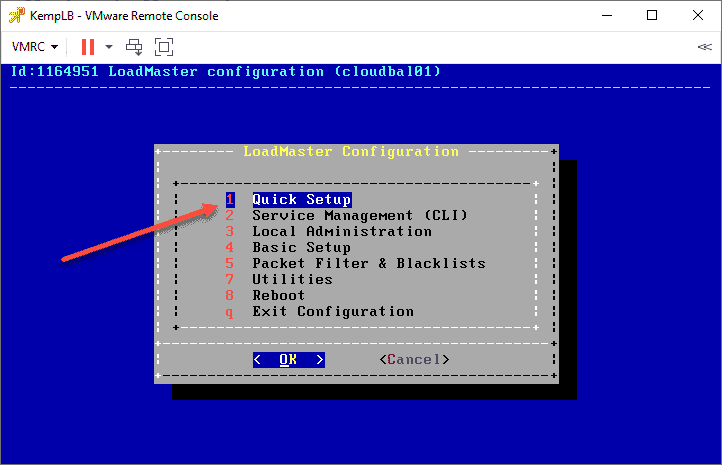 KempLB - VMware Remote Console
VMRC
Id:1164951 LoadMaster configuration (cloudbal01)
LoadMaster Configuration
1 Quick Setup
2 Service Management (CLI)
3 Local Administration
4 Basic Setup
5 Packet Filter & Blacklists
7 Utilities
8 Reboot
q Exit Configuration
< OK > <Cancel>